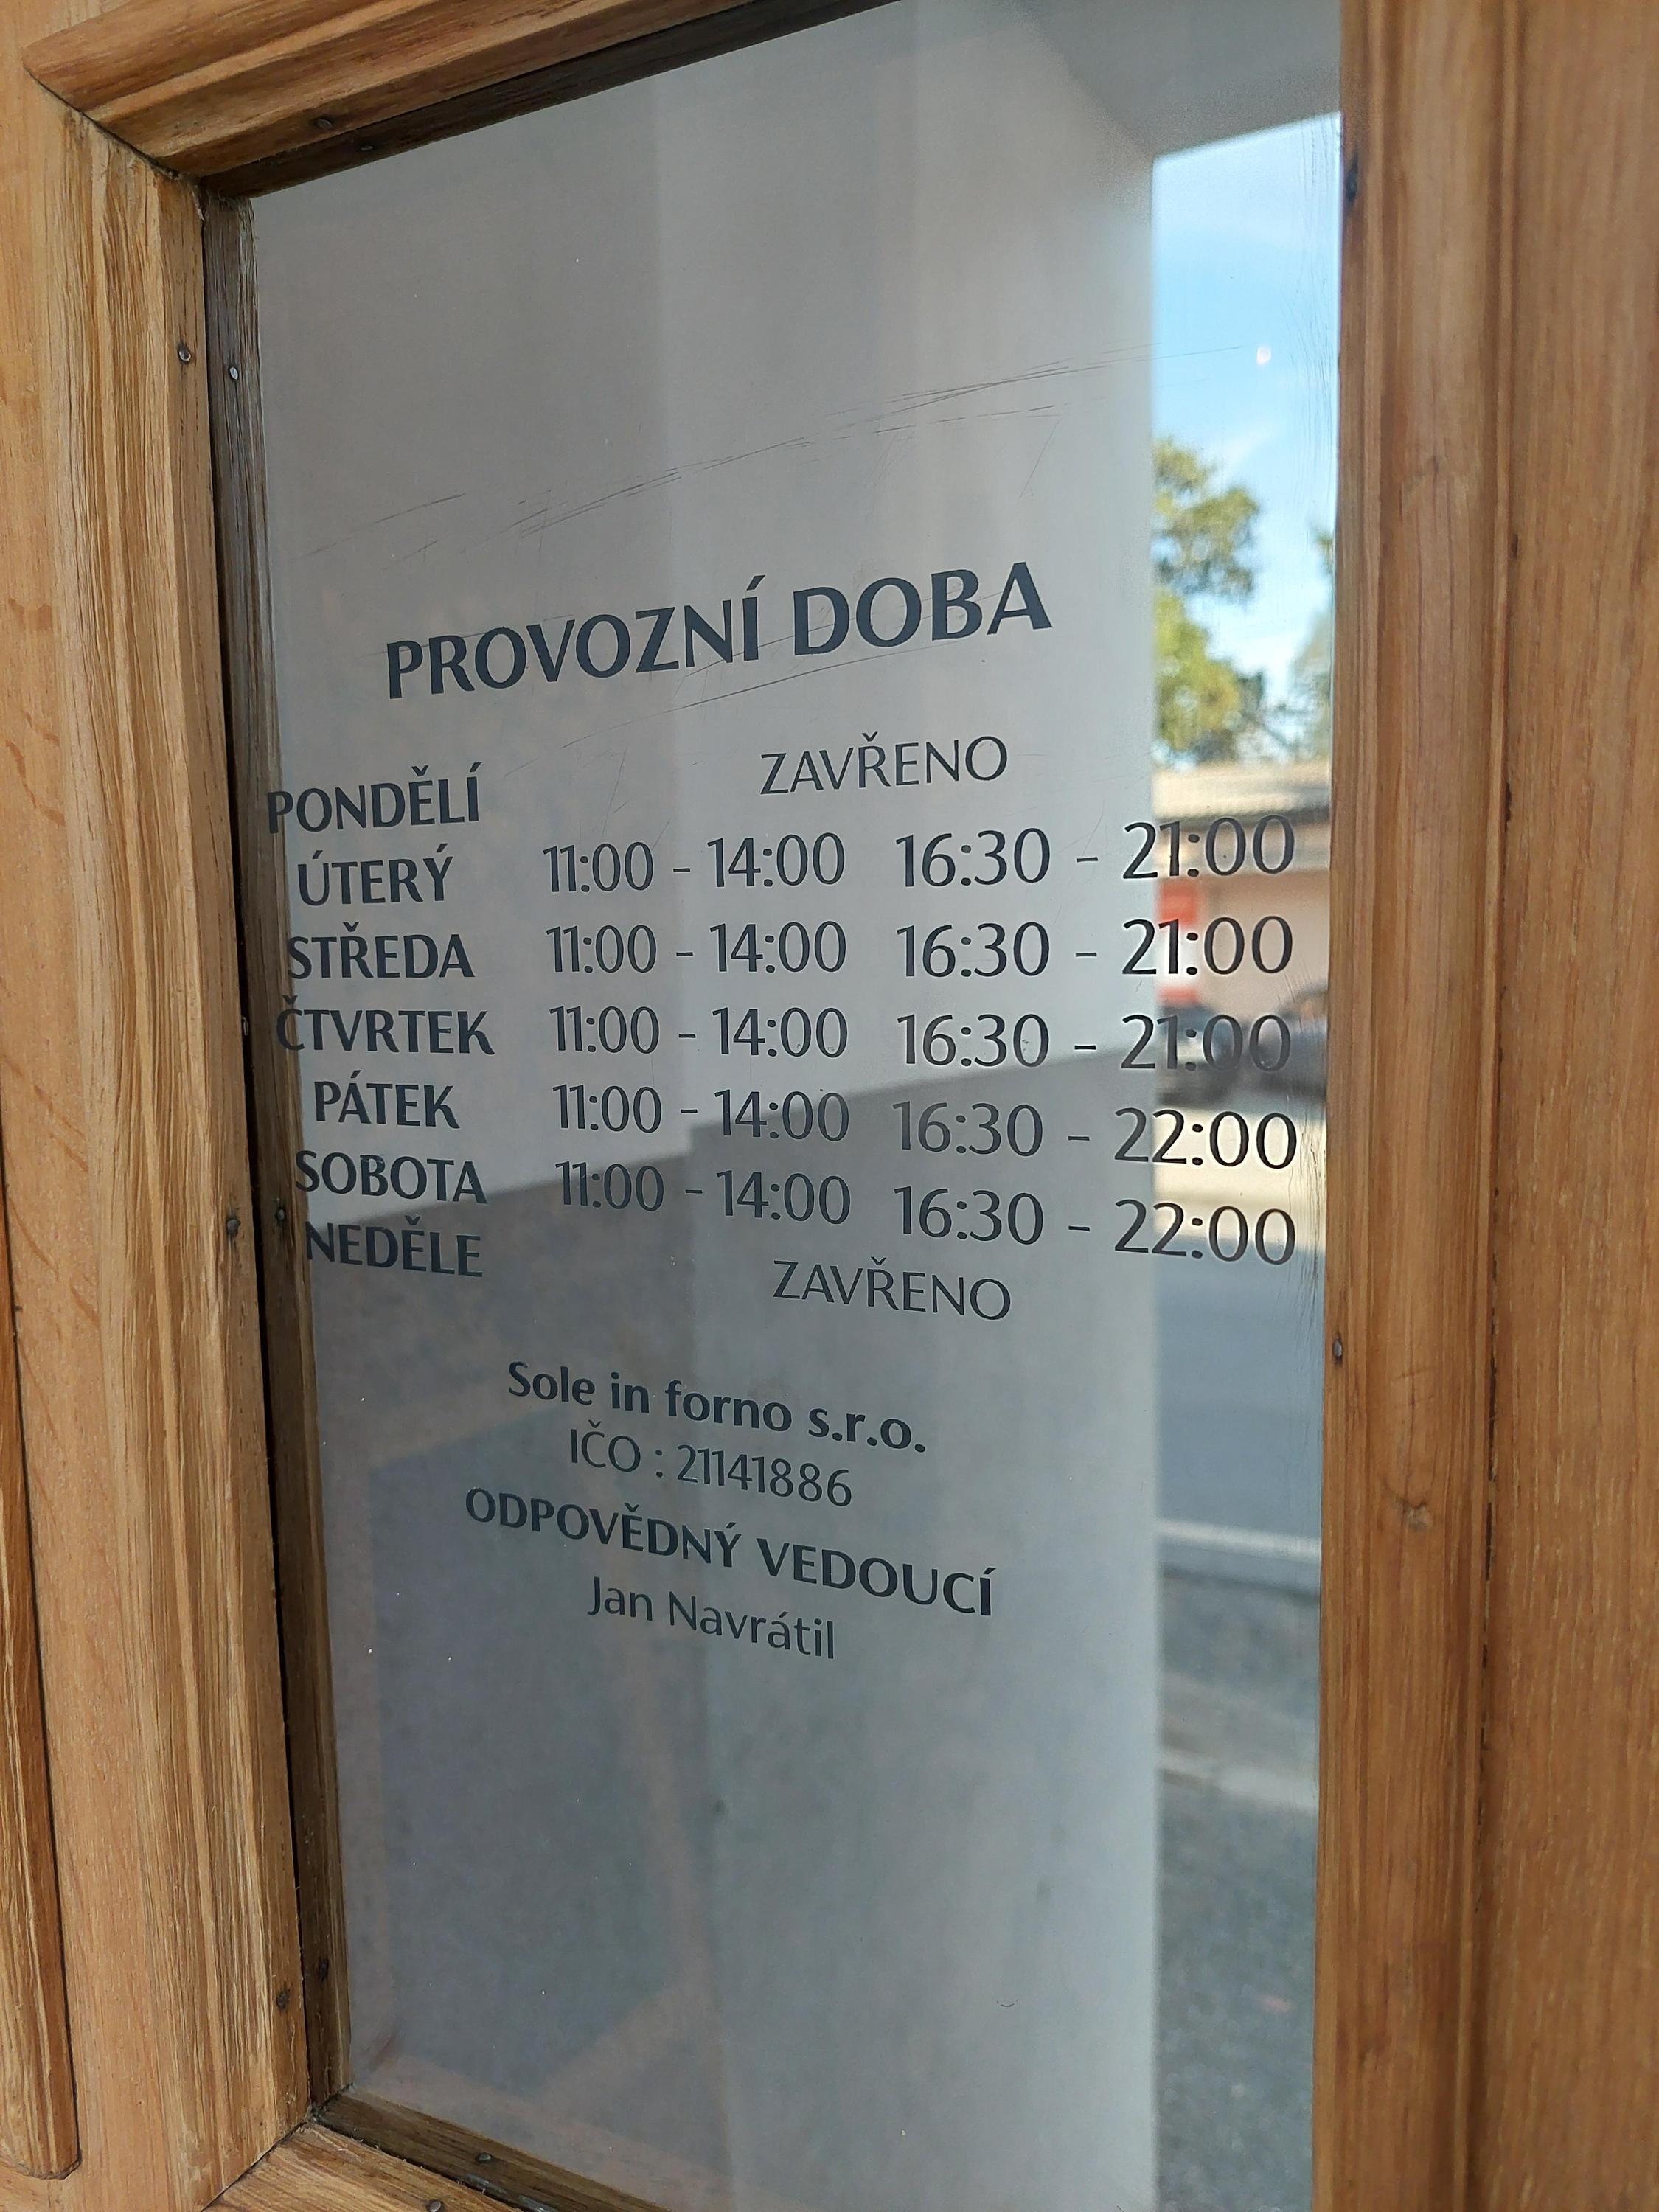 PROVOZNÍ DOBA
PONDĚLÍ ZAVŘENO
ÚTERÝ 11:00 - 14:00 16:30 - 21:00
STŘEDA 11:00 - 14:00 16:30 - 21:00
ČTVRTEK 11:00 - 14:00 16:30 - 21:00
PÁTEK 11:00 - 14:00 16:30 - 22:00
SOBOTA 11:00 - 14:00 16:30 - 22:00
NEDĚLE ZAVŘENO
Sole in forno s.r.o.
IČO : 21141886
ODPOVĚDNÝ VEDOUCÍ
Jan Navrátil